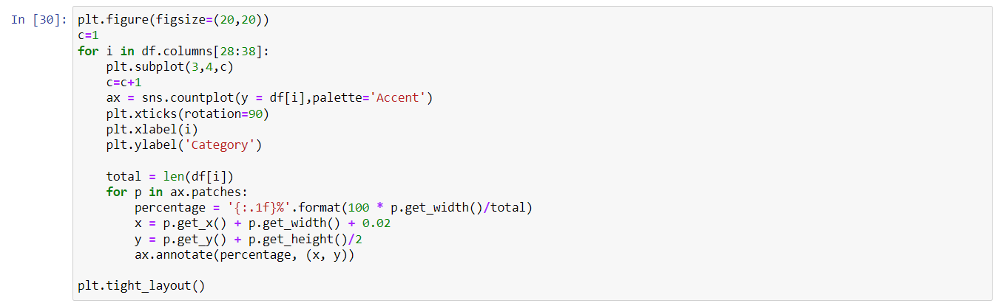 In [30]: plt.figure(figsize=(20,20))
c=1
for i in df.columns[28:38]:
    plt.subplot(3,4,c)
    c=c+1
    ax = sns.countplot(y = df[i],palette='Accent')
    plt.xticks(rotation=90)
    plt.xlabel(i)
    plt.ylabel('Category')

    total = len(df[i])
    for p in ax.patches:
        percentage = '{:.1f}%'.format(100 * p.get_width()/total)
        x = p.get_x() + p.get_width() + 0.02
        y = p.get_y() + p.get_height()/2
        ax.annotate(percentage, (x, y))

plt.tight_layout()